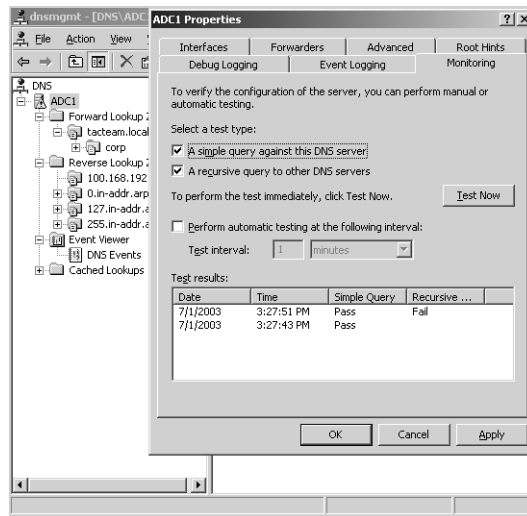 dnsmgmt - [DNS\ADC
File Action View
DNS
ADC1
Forward Lookup Z
tacteam.local
corp
Reverse Lookup Z
100.168.192
0.in-addr.arp
127.in-addr.a
255.in-addr.a
Event Viewer
DNS Events
Cached Lookups
ADC1 Properties
Interfaces Forwarders Advanced Root Hints
Debug Logging Event Logging Monitoring
To verify the configuration of the server, you can perform manual or
automatic testing.
Select a test type:
A simple query against this DNS server
A recursive query to other DNS servers
To perform the test immediately, click Test Now.
Test Now
Perform automatic testing at the following interval:
Test interval: 1 minutes
Test results:
Date Time Simple Query Recursive ...
7/1/2003 3:27:51 PM Pass Fail
7/1/2003 3:27:43 PM Pass
OK Cancel Apply